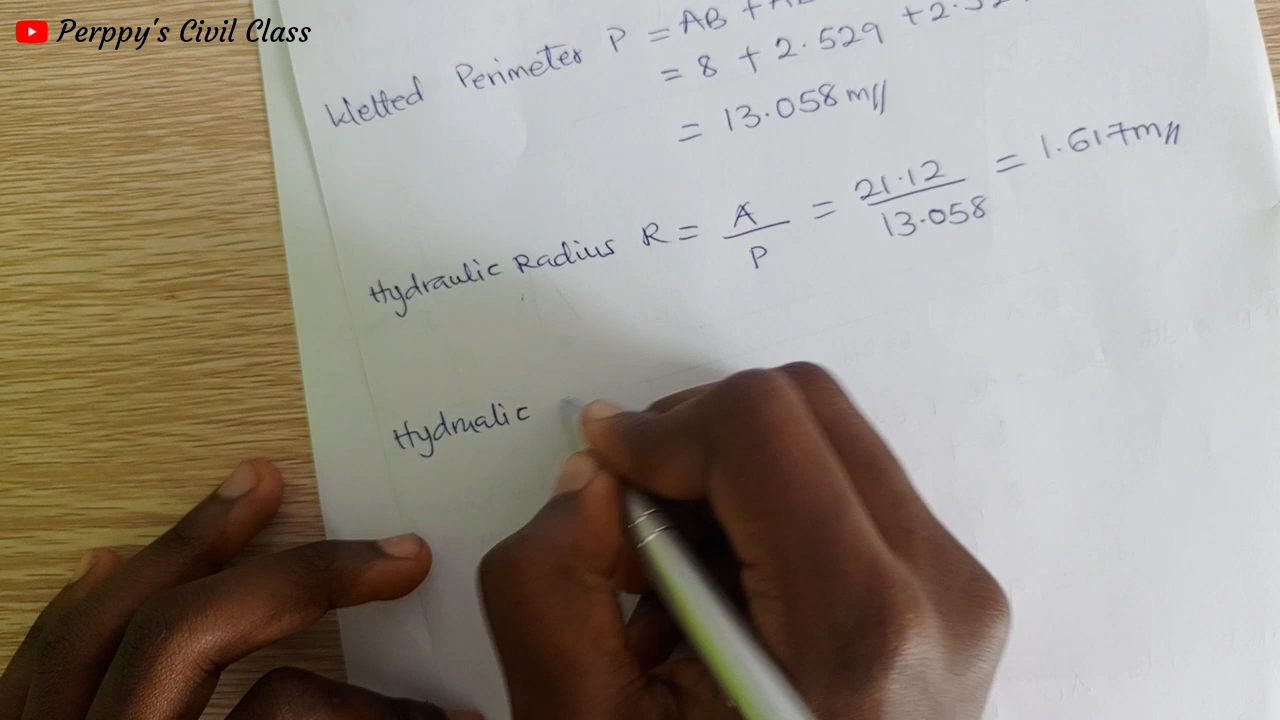 Perppy's Civil Class
Wetted Perimeter P = AB +
= 8 + 2.529 +
= 13.058 m//
Hydraulic Radius R = A/P = 21.12/13.058 = 1.617m//
Hydraulic